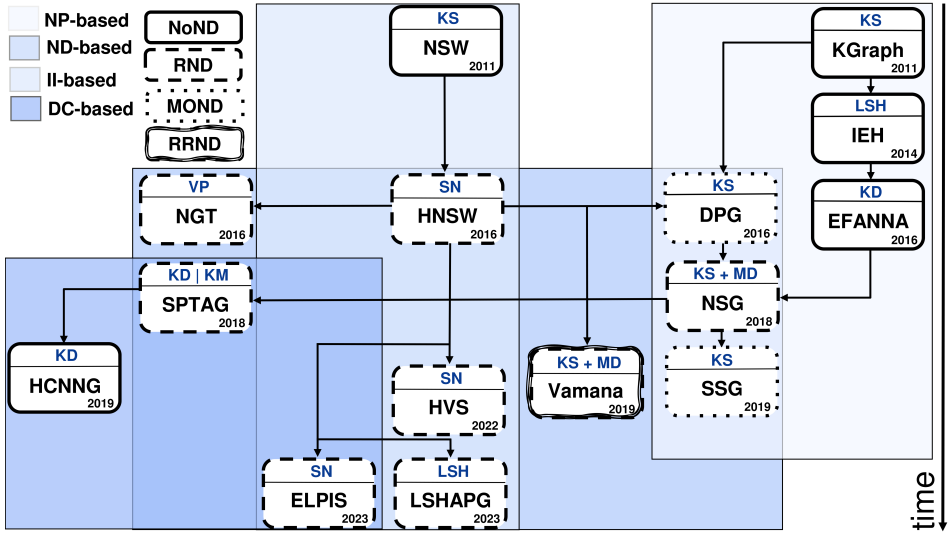 NP-based
ND-based
II-based
DC-based
NoND
RND
MOND
RRND
KS
NSW
2011
KS
KGraph
2011
LSH
IEH
2014
VP
NGT
2016
SN
HNSW
2016
KS
DPG
2016
KD
EFANNA
2016
KD | KM
SPTAG
2018
KS + MD
NSG
2018
KD
HCNNG
2019
SN
HVS
2022
KS + MD
Vamana
2019
KS
SSG
2019
SN
ELPIS
2023
LSH
LSHAPG
2023
time